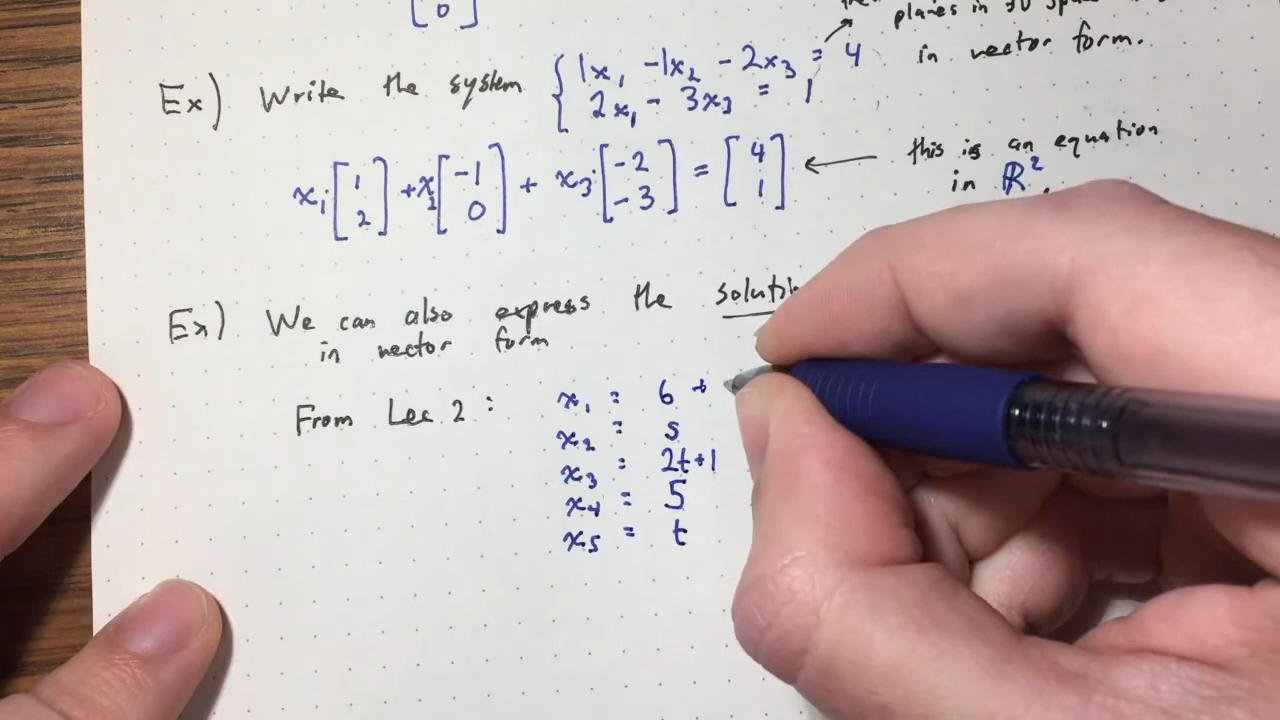 [0]
planes in 3D
Ex) Write the system { 1x₁ - 1x₂ - 2x₃ = 4 in vector form.
2x₁ - 3x₃ = 1
x₁ [1 2] + x₂ [-1 0] + x₃ [-2 -3] = [4 1] ← this is an equation
in ℝ².
Ex) We can also express the
in vector form
From Lec 2: x₁ = 6 +
x₂ = s
x₃ = 2t+1
x₄ = 5
x₅ = t